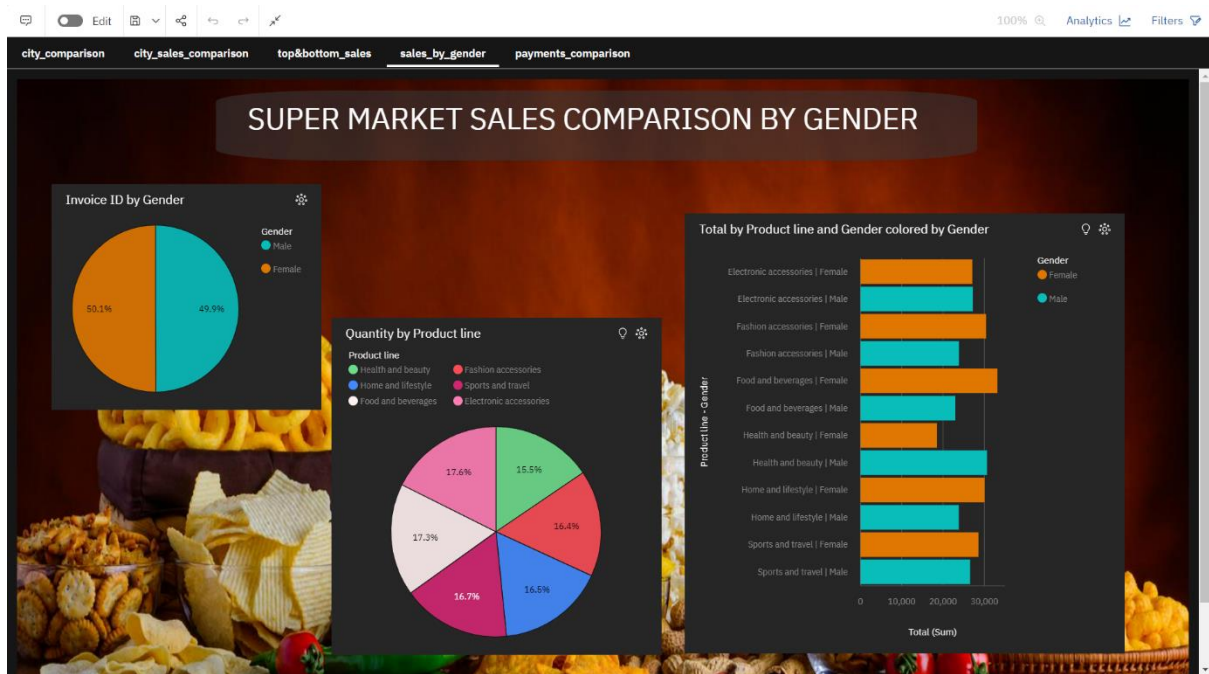 Edit
100%
Analytics
Filters
city_comparison
city_sales_comparison
top&bottom_sales
sales_by_gender
payments_comparison
SUPER MARKET SALES COMPARISON BY GENDER
Invoice ID by Gender
Gender
Male
Female
50.1%
49.9%
Quantity by Product line
Product line
Health and beauty
Fashion accessories
Home and lifestyle
Sports and travel
Food and beverages
Electronic accessories
17.6%
15.5%
16.4%
17.3%
16.5%
16.7%
Total by Product line and Gender colored by Gender
Gender
Female
Male
Product line - Gender
Electronic accessories | Female
Electronic accessories | Male
Fashion accessories | Female
Fashion accessories | Male
Food and beverages | Female
Food and beverages | Male
Health and beauty | Female
Health and beauty | Male
Home and lifestyle | Female
Home and lifestyle | Male
Sports and travel | Female
Sports and travel | Male
0 10,000 20,000 30,000
Total (Sum)